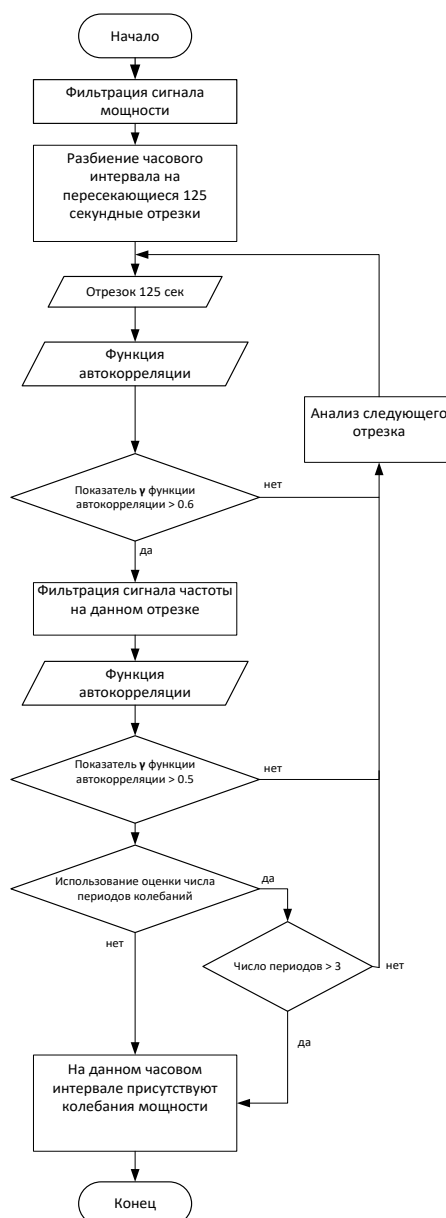 Начало
Фильтрация сигнала
мощности
Разбиение часового
интервала на
пересекающиеся 125
секундные отрезки
Отрезок 125 сек
Функция
автокорреляции
Анализ следующего
отрезка
Показатель γ функции
автокорреляции > 0.6
нет
да
Фильтрация сигнала частоты
на данном отрезке
Функция
автокорреляции
Показатель γ функции
автокорреляции > 0.5
нет
Использование оценки числа
периодов колебаний
да
нет
Число периодов > 3
нет
да
На данном часовом
интервале присутствуют
колебания мощности
Конец